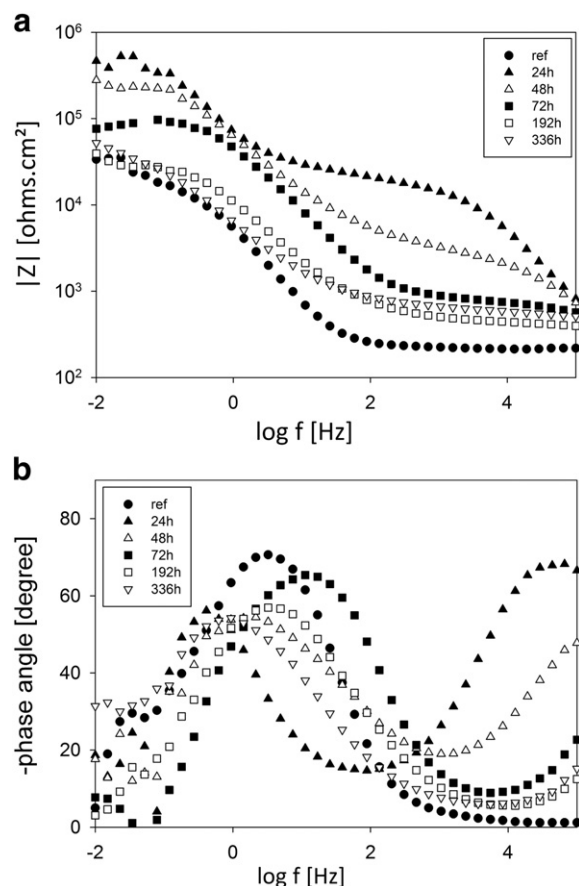 a
10⁶
10⁵
10⁴
10³
10²
|Z| [ohms.cm²]
ref
24h
48h
72h
192h
336h
-2 0 2 4
log f [Hz]
b
80
60
40
20
0
-phase angle [degree]
ref
24h
48h
72h
192h
336h
-2 0 2 4
log f [Hz]